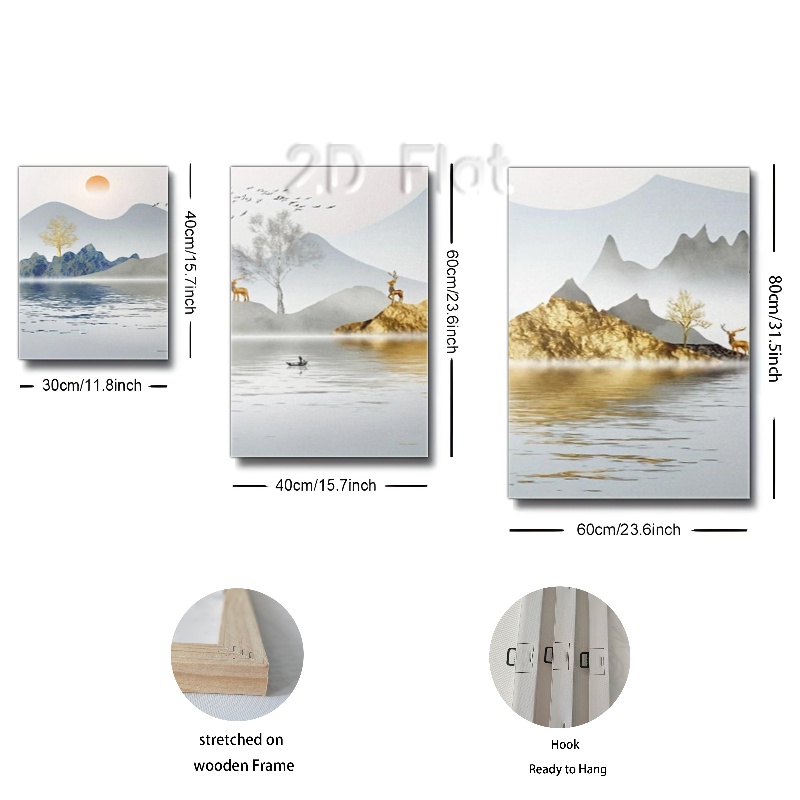 2D Flat
40cm/15.7inch
30cm/11.8inch
60cm/23.6inch
40cm/15.7inch
80cm/31.5inch
60cm/23.6inch
stretched on
wooden Frame
Hook
Ready to Hang